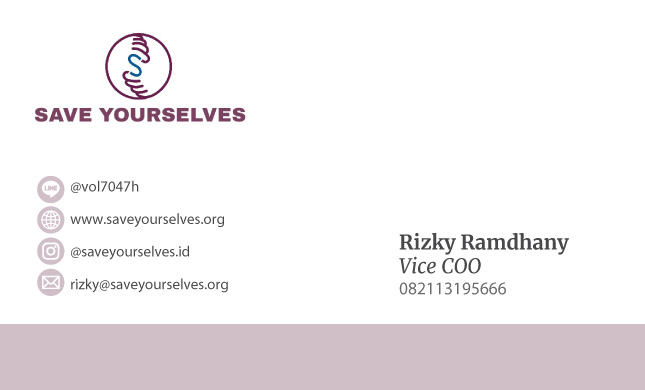 S
SAVE YOURSELVES
LINE
@vol7047h
www.saveyourselves.org
@saveyourselves.id
rizky@saveyourselves.org
Rizky Ramdhany
Vice COO
082113195666